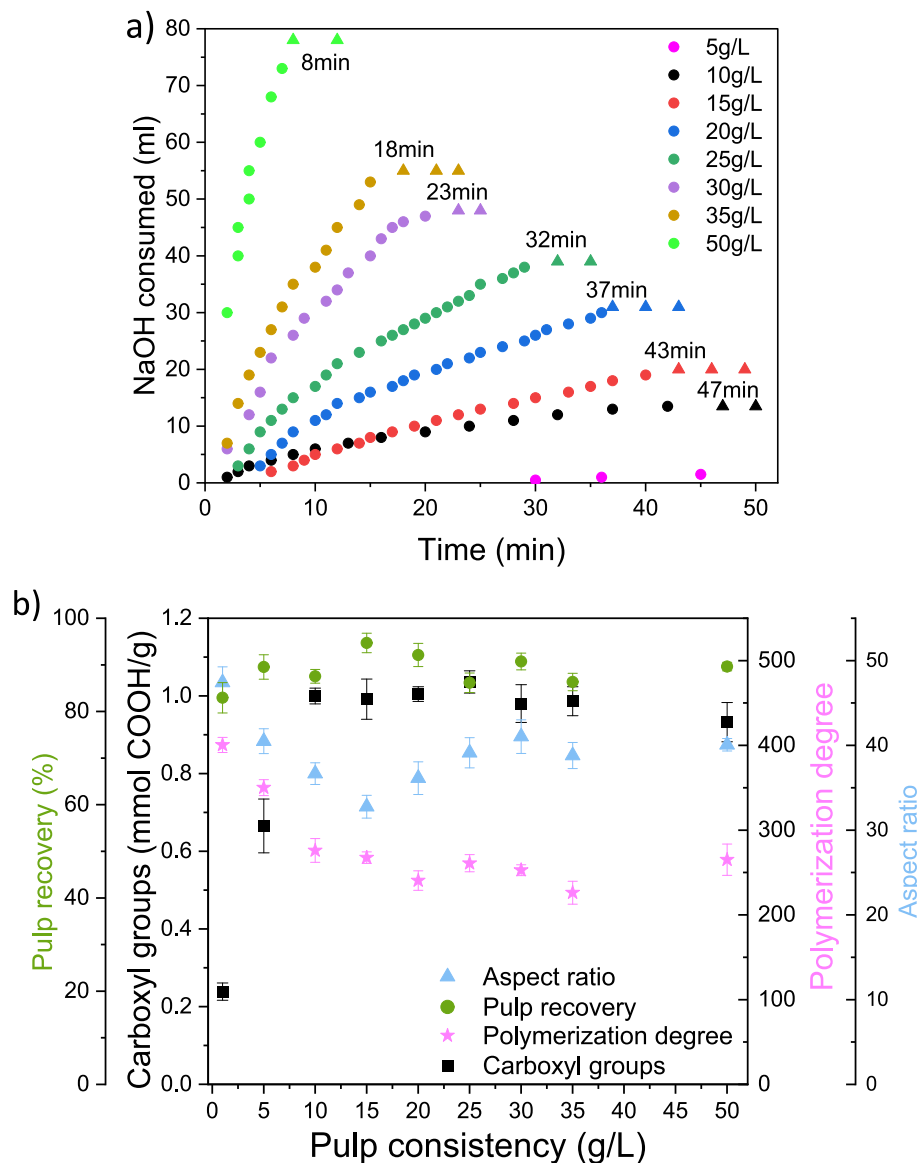 a)
80
70
60
50
40
30
20
10
0
NaOH consumed (ml)
8min
18min
23min
32min
37min
43min
47min
5g/L
10g/L
15g/L
20g/L
25g/L
30g/L
35g/L
50g/L
0 10 20 30 40 50
Time (min)
b)
100
80
60
40
20
0
Pulp recovery (%)
1.2
1.0
0.8
0.6
0.4
0.2
0.0
Carboxyl groups (mmol COOH/g)
Aspect ratio
Pulp recovery
Polymerization degree
Carboxyl groups
500
400
300
200
100
0
Polymerization degree
50
40
30
20
10
0
Aspect ratio
0 5 10 15 20 25 30 35 40 45 50
Pulp consistency (g/L)